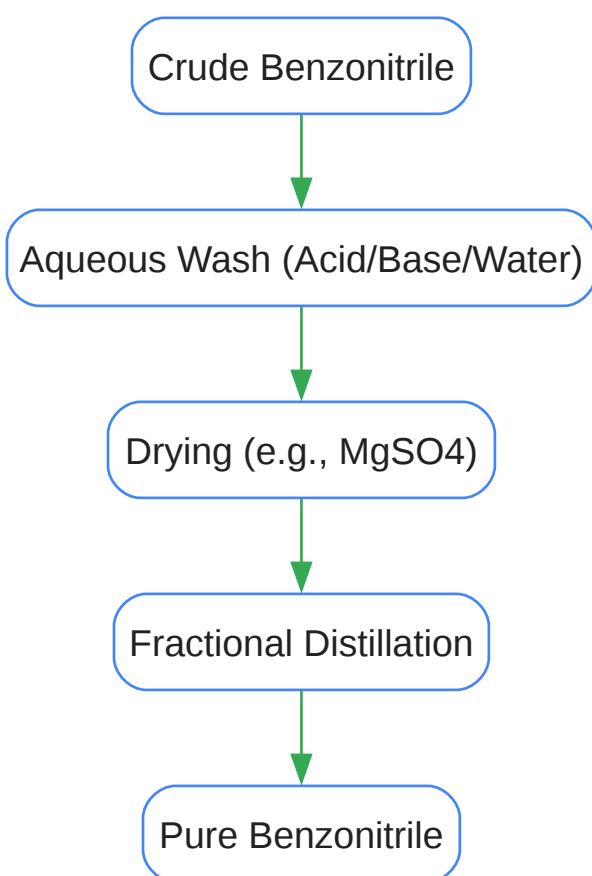 Crude Benzonitrile
Aqueous Wash (Acid/Base/Water)
Drying (e.g., MgSO4)
Fractional Distillation
Pure Benzonitrile